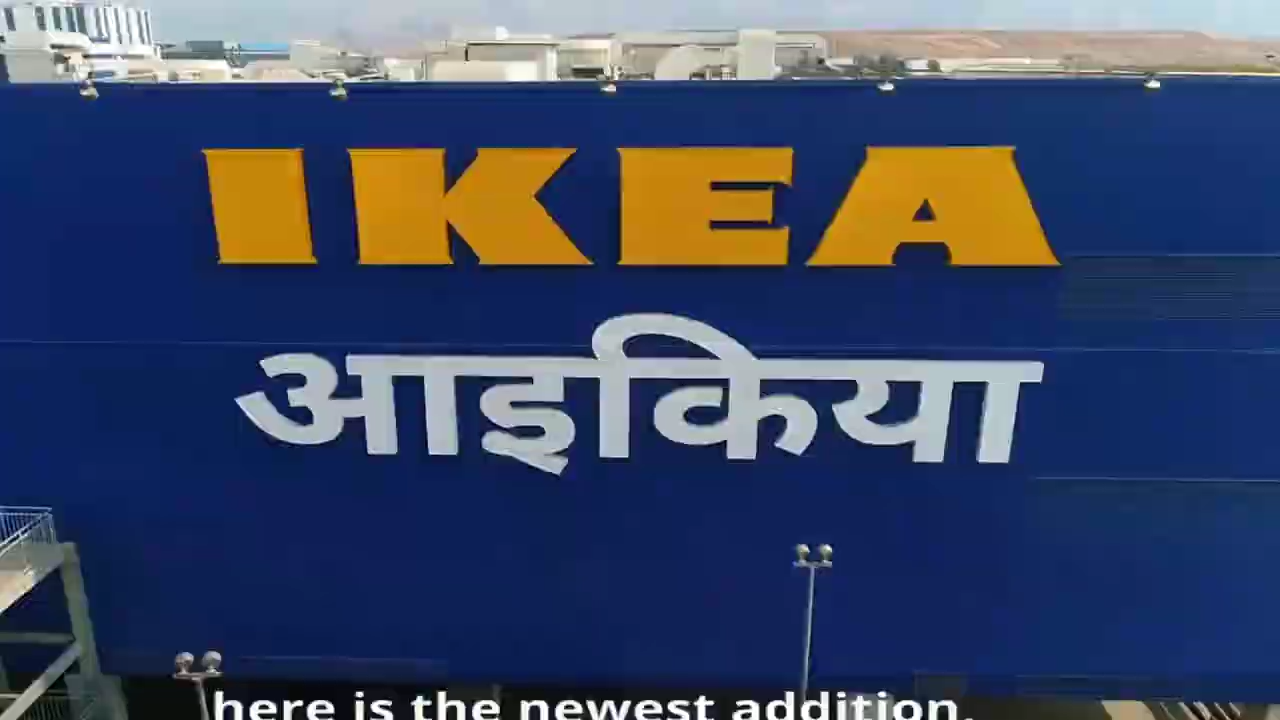 IKEA
आइकिया
here is the newest addition.